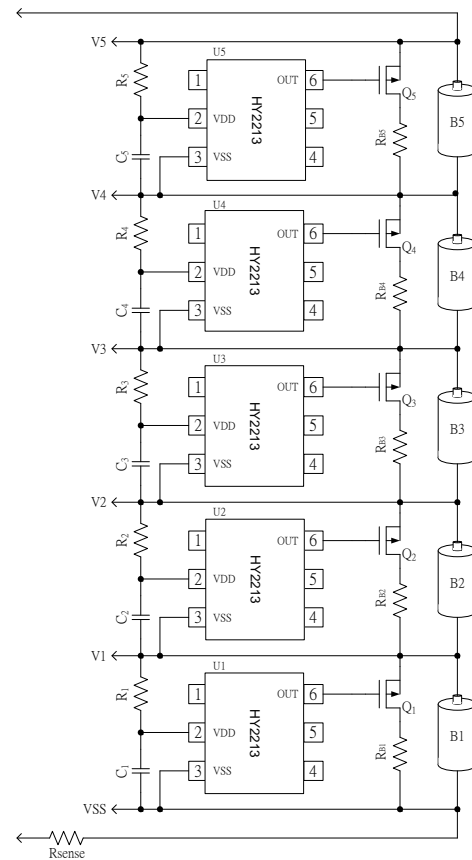 V5
U5
R5
1
OUT
6
Q5
2
VDD
HY2213
5
B5
C5
3
VSS
4
RB5
V4
U4
R4
1
OUT
6
Q4
2
VDD
HY2213
5
B4
C4
3
VSS
4
RB4
V3
U3
R3
1
OUT
6
Q3
2
VDD
HY2213
5
B3
C3
3
VSS
4
RB3
V2
U2
R2
1
OUT
6
Q2
2
VDD
HY2213
5
B2
C2
3
VSS
4
RB2
V1
U1
R1
1
OUT
6
Q1
2
VDD
HY2213
5
B1
C1
3
VSS
4
RB1
VSS
Rsense